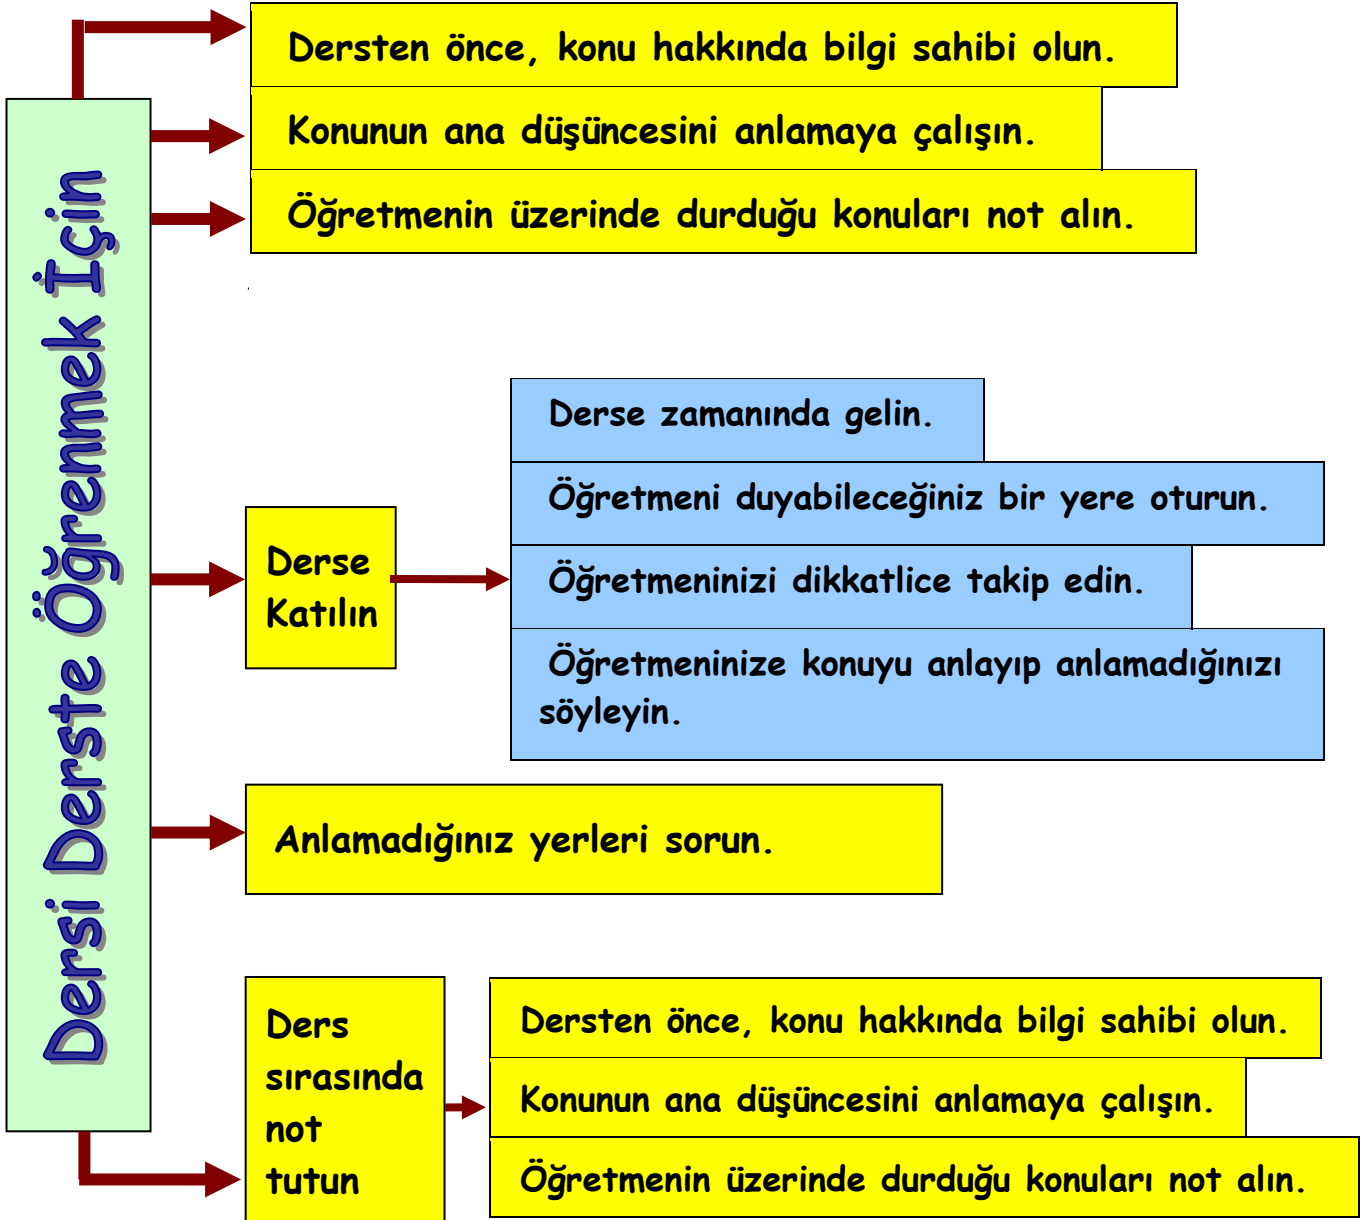 Dersi Derste Öğrenmek İçin
Dersten önce, konu hakkında bilgi sahibi olun.
Konunun ana düşüncesini anlamaya çalışın.
Öğretmenin üzerinde durduğu konuları not alın.
Derse
Katılın
Derse zamanında gelin.
Öğretmeni duyabileceğiniz bir yere oturun.
Öğretmeninizi dikkatlice takip edin.
Öğretmeninize konuyu anlayıp anlamadığınızı
söyleyin.
Anlamadığınız yerleri sorun.
Ders
sırasında
not
tutun
Dersten önce, konu hakkında bilgi sahibi olun.
Konunun ana düşüncesini anlamaya çalışın.
Öğretmenin üzerinde durduğu konuları not alın.